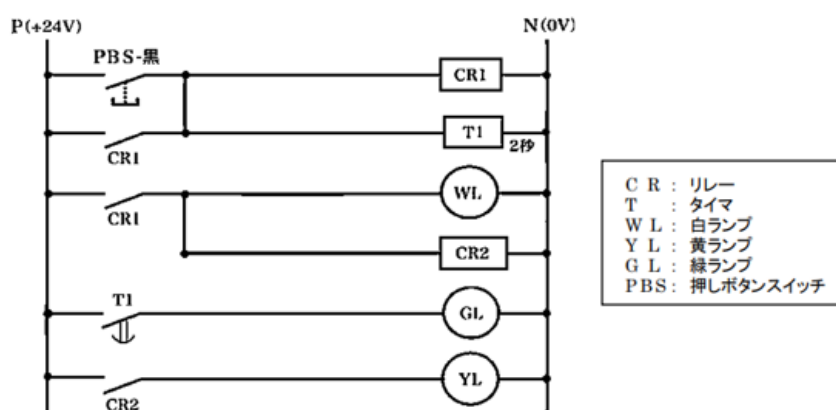 P(+24V)
N(0V)
PBS-黒
CR1
T1
2秒
CR1
WL
CR1
CR2
T1
GL
YL
CR2
CR : リレー
T : タイマ
WL : 白ランプ
YL : 黄ランプ
GL : 緑ランプ
PBS : 押しボタンスイッチ